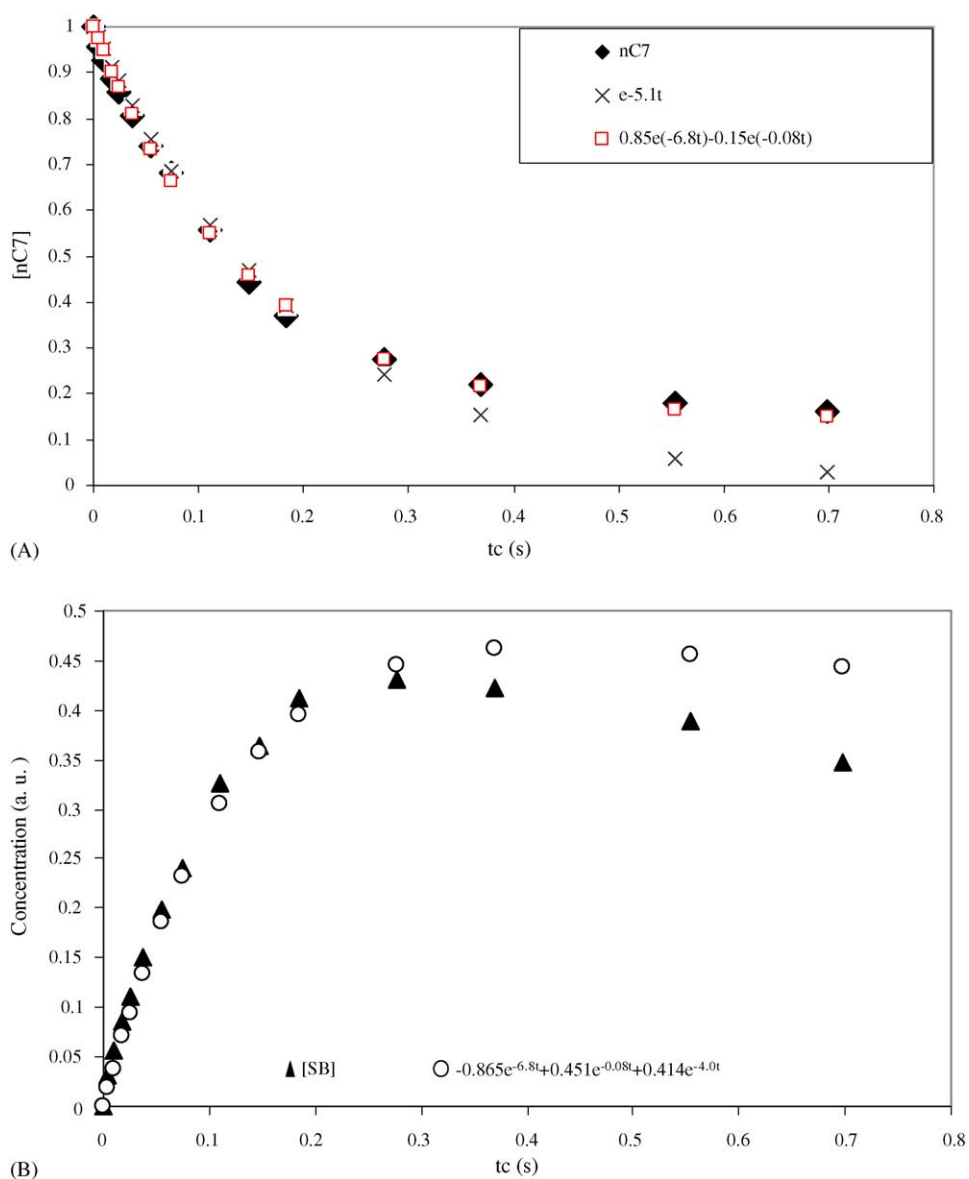 1
0.9
0.8
0.7
0.6
0.5
0.4
0.3
0.2
0.1
0
[nC7]
nC7
e-5.1t
0.85e(-6.8t)-0.15e(-0.08t)
0 0.1 0.2 0.3 0.4 0.5 0.6 0.7 0.8
tc (s)
(A)
0.5
0.45
0.4
0.35
0.3
0.25
0.2
0.15
0.1
0.05
0
Concentration (a. u.)
[SB] -0.865e^-6.8t+0.451e^-0.08t+0.414e^-4.0t
0 0.1 0.2 0.3 0.4 0.5 0.6 0.7 0.8
tc (s)
(B)